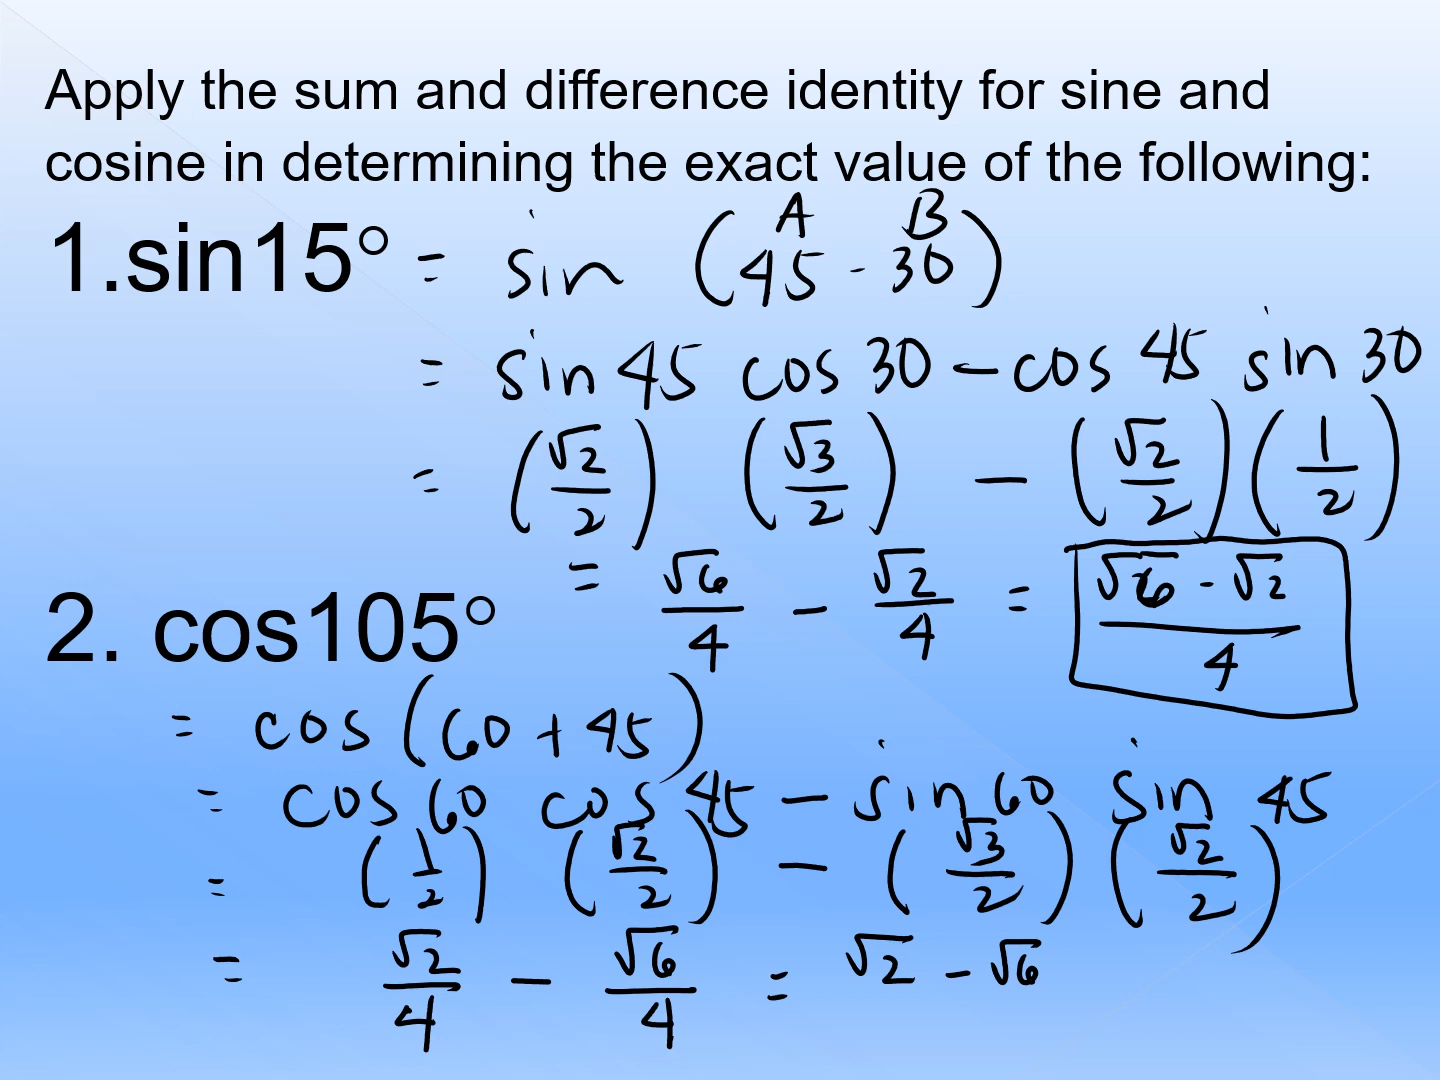 Apply the sum and difference identity for sine and
cosine in determining the exact value of the following:
A B
1.sin15° = sin (45 - 30)
= sin 45 cos 30 - cos 45 sin 30
= (√2/2) (√3/2) - (√2/2) (1/2)
= √6/4 - √2/4 = (√6 - √2)/4
2. cos105°
= cos (60 + 45)
= cos 60 cos 45 - sin 60 sin 45
= (1/2) (√2/2) - (√3/2) (√2/2)
= √2/4 - √6/4 = √2 - √6